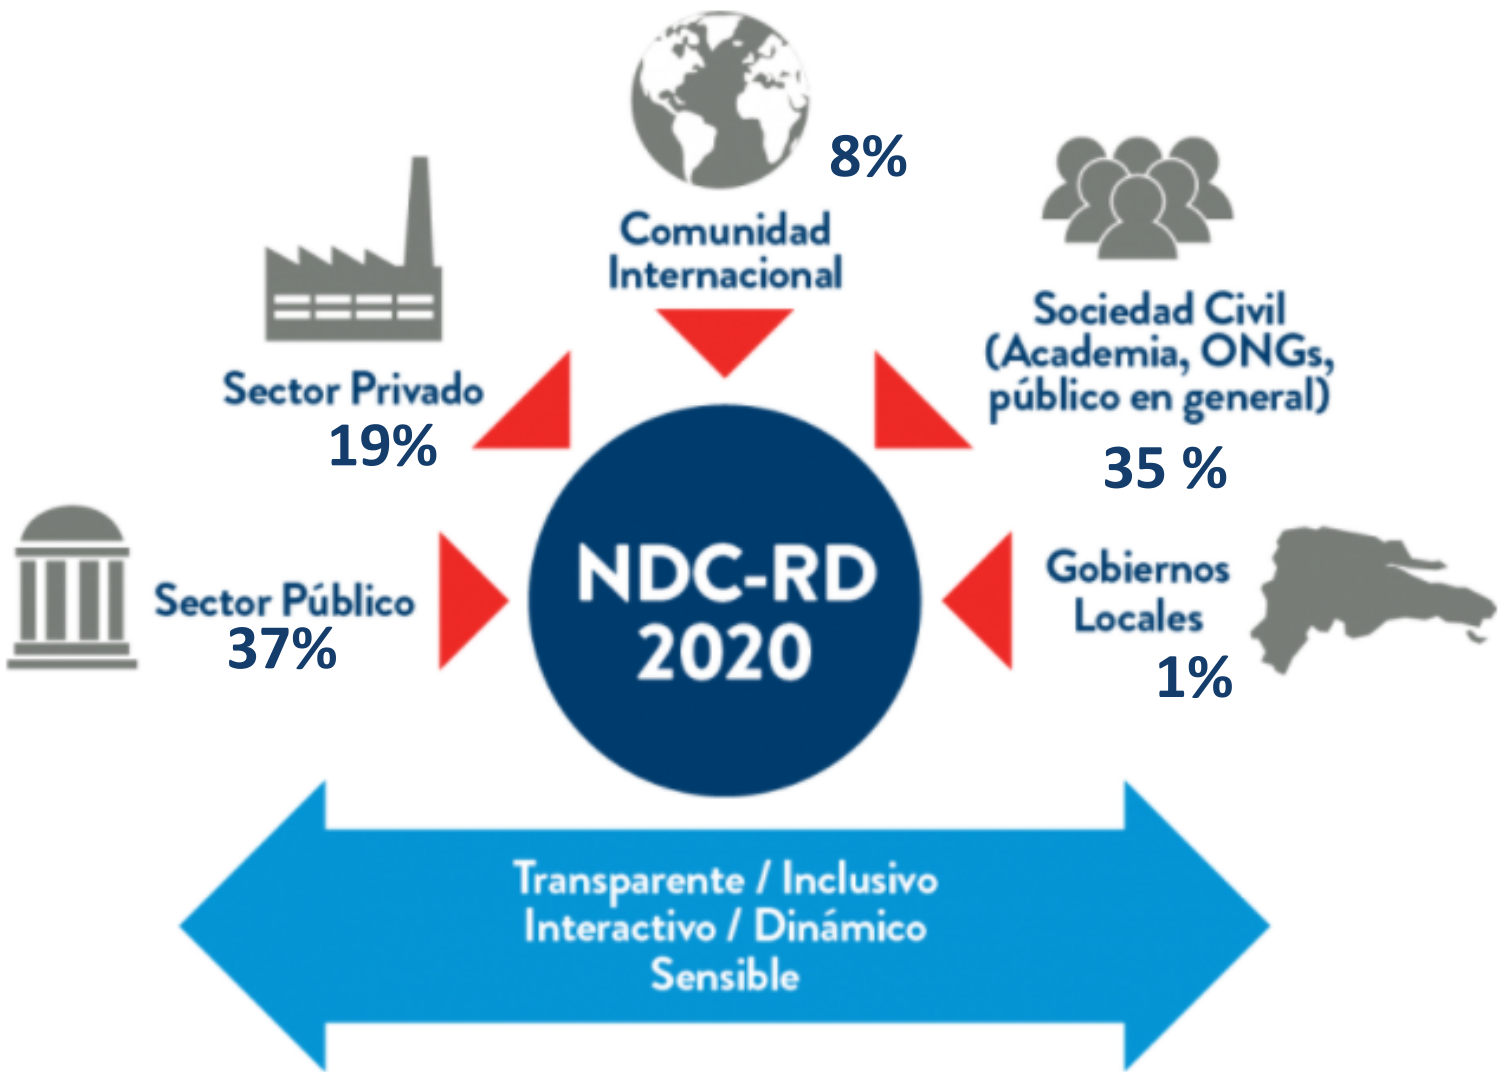 8%
Comunidad
Internacional
Sector Privado
19%
Sociedad Civil
(Academia, ONGs,
público en general)
35 %
Sector Público
37%
NDC-RD
2020
Gobiernos
Locales
1%
Transparente / Inclusivo
Interactivo / Dinámico
Sensible